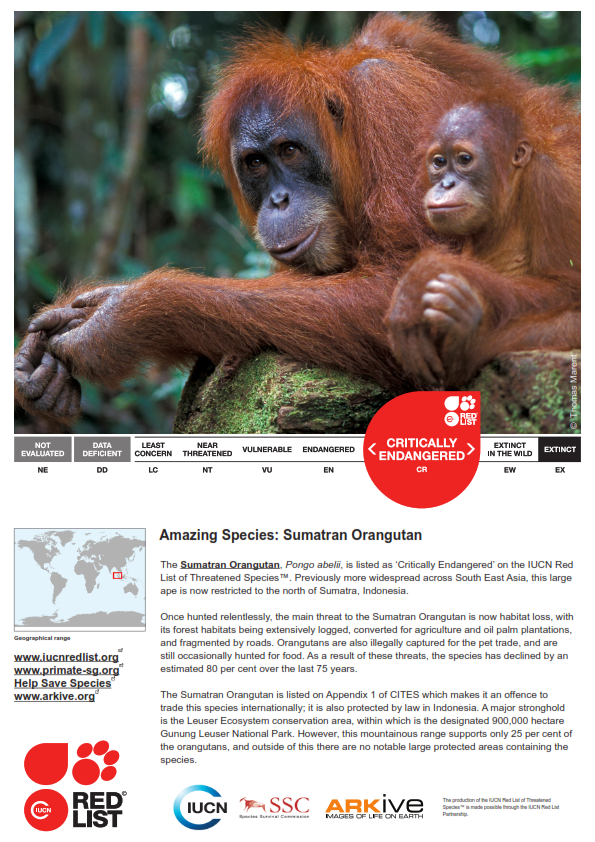 © Thomas Marent
RED
LIST
NOT EVALUATED
DATA DEFICIENT
LEAST CONCERN
NEAR THREATENED
VULNERABLE
ENDANGERED
< CRITICALLY ENDANGERED >
EXTINCT IN THE WILD
EXTINCT
NE
DD
LC
NT
VU
EN
CR
EW
EX
Amazing Species: Sumatran Orangutan
The Sumatran Orangutan, Pongo abelii, is listed as ‘Critically Endangered’ on the IUCN Red
List of Threatened Species™. Previously more widespread across South East Asia, this large
ape is now restricted to the north of Sumatra, Indonesia.
Once hunted relentlessly, the main threat to the Sumatran Orangutan is now habitat loss, with
its forest habitats being extensively logged, converted for agriculture and oil palm plantations,
and fragmented by roads. Orangutans are also illegally captured for the pet trade, and are
still occasionally hunted for food. As a result of these threats, the species has declined by an
estimated 80 per cent over the last 75 years.
The Sumatran Orangutan is listed on Appendix 1 of CITES which makes it an offence to
trade this species internationally; it is also protected by law in Indonesia. A major stronghold
is the Leuser Ecosystem conservation area, within which is the designated 900,000 hectare
Gunung Leuser National Park. However, this mountainous range supports only 25 per cent of
the orangutans, and outside of this there are no notable large protected areas containing the
species.
Geographical range
www.iucnredlist.org
www.primate-sg.org
Help Save Species
www.arkive.org
IUCN
RED
LIST
©
IUCN
SSC
Species Survival Commission
ARKive
IMAGES OF LIFE ON EARTH
The production of the IUCN Red List of Threatened
Species™ is made possible through the IUCN Red List
Partnership.